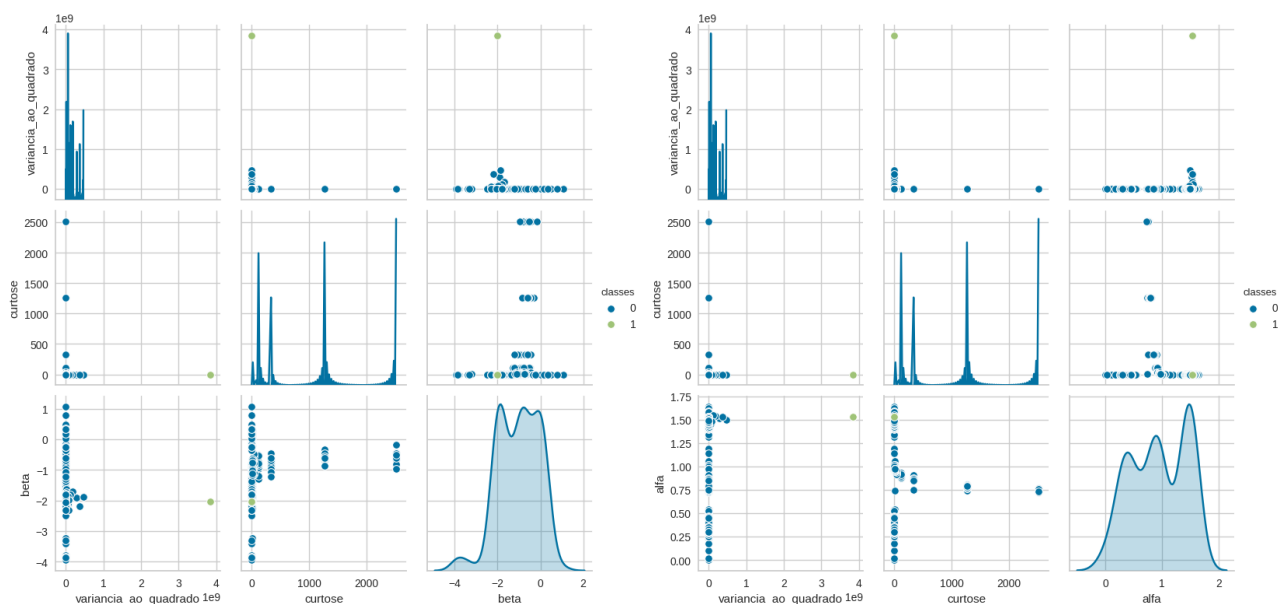 1e9
4
3
2
1
0
variancia_ao_quadrado
2500
2000
1500
1000
500
0
curtose
1
0
−1
−2
−3
−4
beta
0 1 2 3 4
variancia_ao_quadrado 1e9
0 1000 2000
curtose
−4 −2 0 2
beta
classes
0
1
1e9
4
3
2
1
0
variancia_ao_quadrado
2500
2000
1500
1000
500
0
curtose
1.75
1.50
1.25
1.00
0.75
0.50
0.25
0.00
alfa
0 1 2 3 4
variancia_ao_quadrado 1e9
0 1000 2000
curtose
0 1 2
alfa
classes
0
1